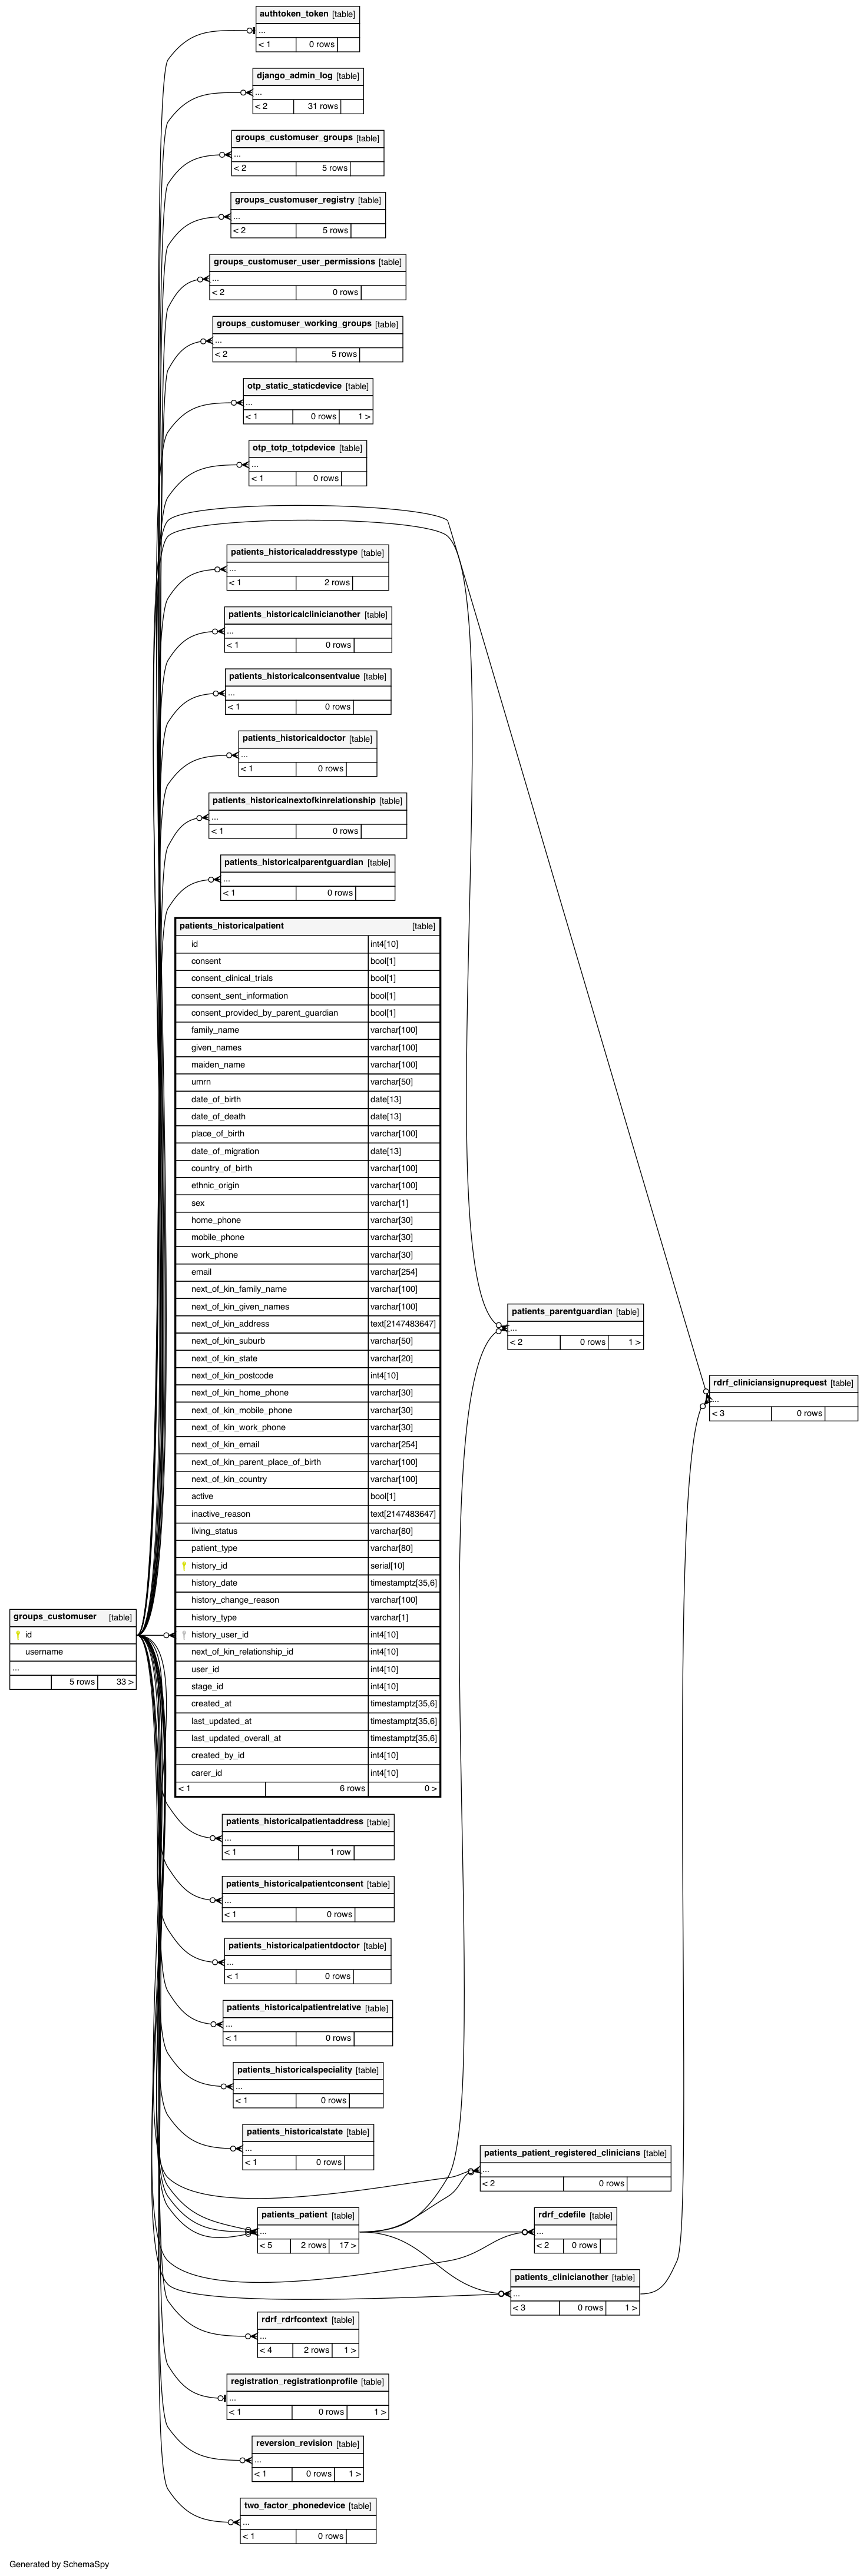 authtoken_token [table]
...
< 1 0 rows
django_admin_log [table]
...
< 2 31 rows
groups_customuser_groups [table]
...
< 2 5 rows
groups_customuser_registry [table]
...
< 2 5 rows
groups_customuser_user_permissions [table]
...
< 2 0 rows
groups_customuser_working_groups [table]
...
< 2 5 rows
otp_static_staticdevice [table]
...
< 1 0 rows 1 >
otp_totp_totpdevice [table]
...
< 1 0 rows
patients_historicaladdresstype [table]
...
< 1 2 rows
patients_historicalclinicianother [table]
...
< 1 0 rows
patients_historicalconsentvalue [table]
...
< 1 0 rows
patients_historicaldoctor [table]
...
< 1 0 rows
patients_historicalnextofkinrelationship [table]
...
< 1 0 rows
patients_historicalparentguardian [table]
...
< 1 0 rows
patients_historicalpatient [table]
id int4[10]
consent bool[1]
consent_clinical_trials bool[1]
consent_sent_information bool[1]
consent_provided_by_parent_guardian bool[1]
family_name varchar[100]
given_names varchar[100]
maiden_name varchar[100]
umrn varchar[50]
date_of_birth date[13]
date_of_death date[13]
place_of_birth varchar[100]
date_of_migration date[13]
country_of_birth varchar[100]
ethnic_origin varchar[100]
sex varchar[1]
home_phone varchar[30]
mobile_phone varchar[30]
work_phone varchar[30]
email varchar[254]
next_of_kin_family_name varchar[100]
next_of_kin_given_names varchar[100]
next_of_kin_address text[2147483647]
next_of_kin_suburb varchar[50]
next_of_kin_state varchar[20]
next_of_kin_postcode int4[10]
next_of_kin_home_phone varchar[30]
next_of_kin_mobile_phone varchar[30]
next_of_kin_work_phone varchar[30]
next_of_kin_email varchar[254]
next_of_kin_parent_place_of_birth varchar[100]
next_of_kin_country varchar[100]
active bool[1]
inactive_reason text[2147483647]
living_status varchar[80]
patient_type varchar[80]
history_id serial[10]
history_date timestamptz[35,6]
history_change_reason varchar[100]
history_type varchar[1]
history_user_id int4[10]
next_of_kin_relationship_id int4[10]
user_id int4[10]
stage_id int4[10]
created_at timestamptz[35,6]
last_updated_at timestamptz[35,6]
last_updated_overall_at timestamptz[35,6]
created_by_id int4[10]
carer_id int4[10]
< 1 6 rows 0 >
patients_parentguardian [table]
...
< 2 0 rows 1 >
rdrf_cliniciansignuprequest [table]
...
< 3 0 rows
groups_customuser [table]
id
username
...
5 rows 33 >
patients_historicalpatientaddress [table]
...
< 1 1 row
patients_historicalpatientconsent [table]
...
< 1 0 rows
patients_historicalpatientdoctor [table]
...
< 1 0 rows
patients_historicalpatientrelative [table]
...
< 1 0 rows
patients_historicalspeciality [table]
...
< 1 0 rows
patients_historicalstate [table]
...
< 1 0 rows
patients_patient_registered_clinicians [table]
...
< 2 0 rows
patients_patient [table]
...
< 5 2 rows 17 >
rdrf_cdefile [table]
...
< 2 0 rows
patients_clinicianother [table]
...
< 3 0 rows 1 >
rdrf_rdrfcontext [table]
...
< 4 2 rows 1 >
registration_registrationprofile [table]
...
< 1 0 rows 1 >
reversion_revision [table]
...
< 1 0 rows 1 >
two_factor_phonedevice [table]
...
< 1 0 rows
Generated by SchemaSpy